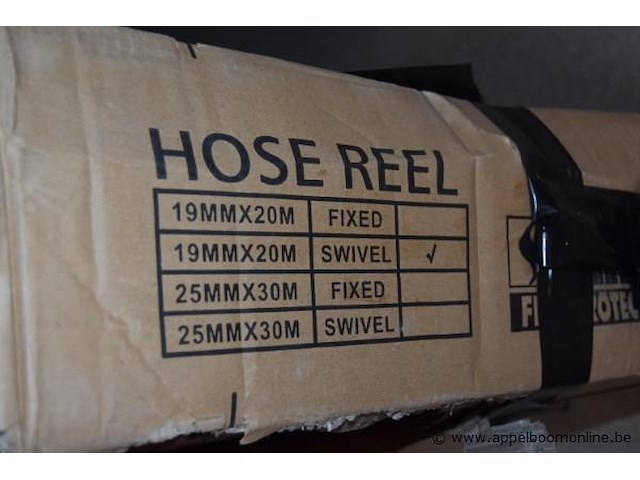 HOSE REEL
19MMX20M FIXED
19MMX20M SWIVEL √
25MMX30M FIXED
25MMX30M SWIVEL
© www.appelboomonline.be